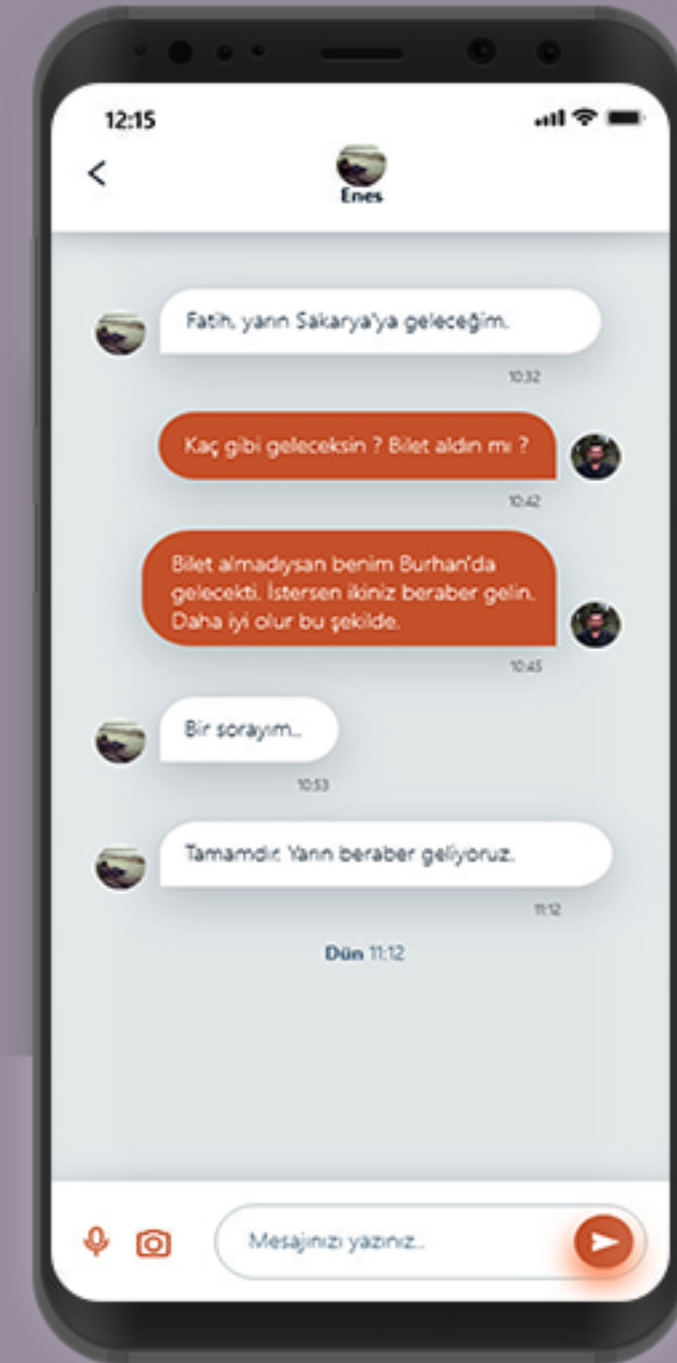 12:15
Enes
Fatih, yarın Sakarya'ya geleceğim.
10:32
Kaç gibi geleceksin ? Bilet aldın mı ?
10:42
Bilet almadıysan benim Burhan'da
gelecekti. İstersen ikiniz beraber gelin.
Daha iyi olur bu şekilde.
10:45
Bir sorayım...
10:53
Tamamdır. Yarın beraber geliyoruz.
11:12
Dün 11:12
Mesajınızı yazınız..